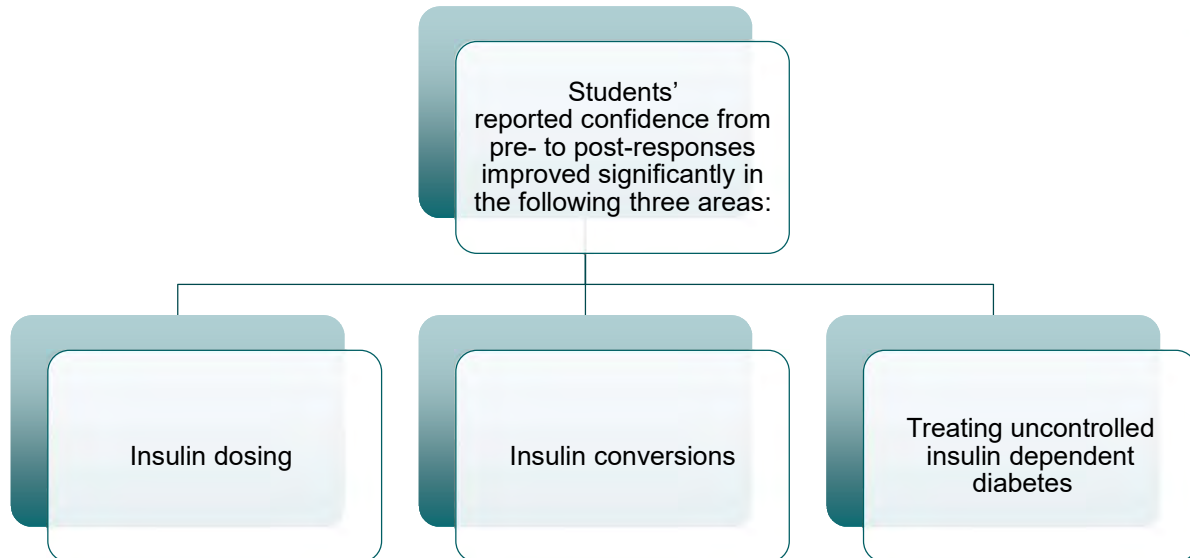 Students’
reported confidence from
pre- to post-responses
improved significantly in
the following three areas:
Insulin dosing
Insulin conversions
Treating uncontrolled
insulin dependent
diabetes